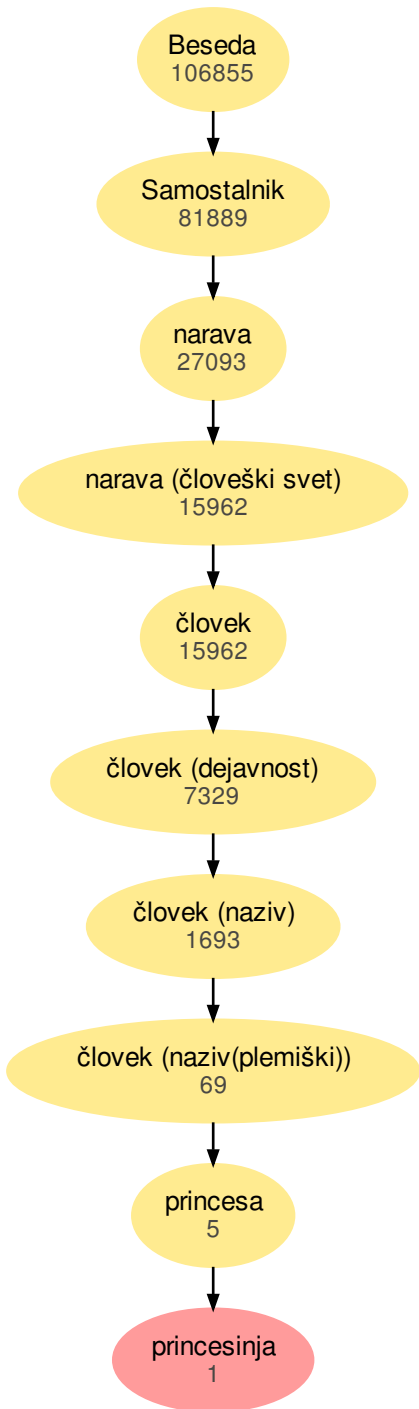 Beseda
106855
Samostalnik
81889
narava
27093
narava (človeški svet)
15962
človek
15962
človek (dejavnost)
7329
človek (naziv)
1693
človek (naziv(plemiški))
69
princesa
5
princesinja
1